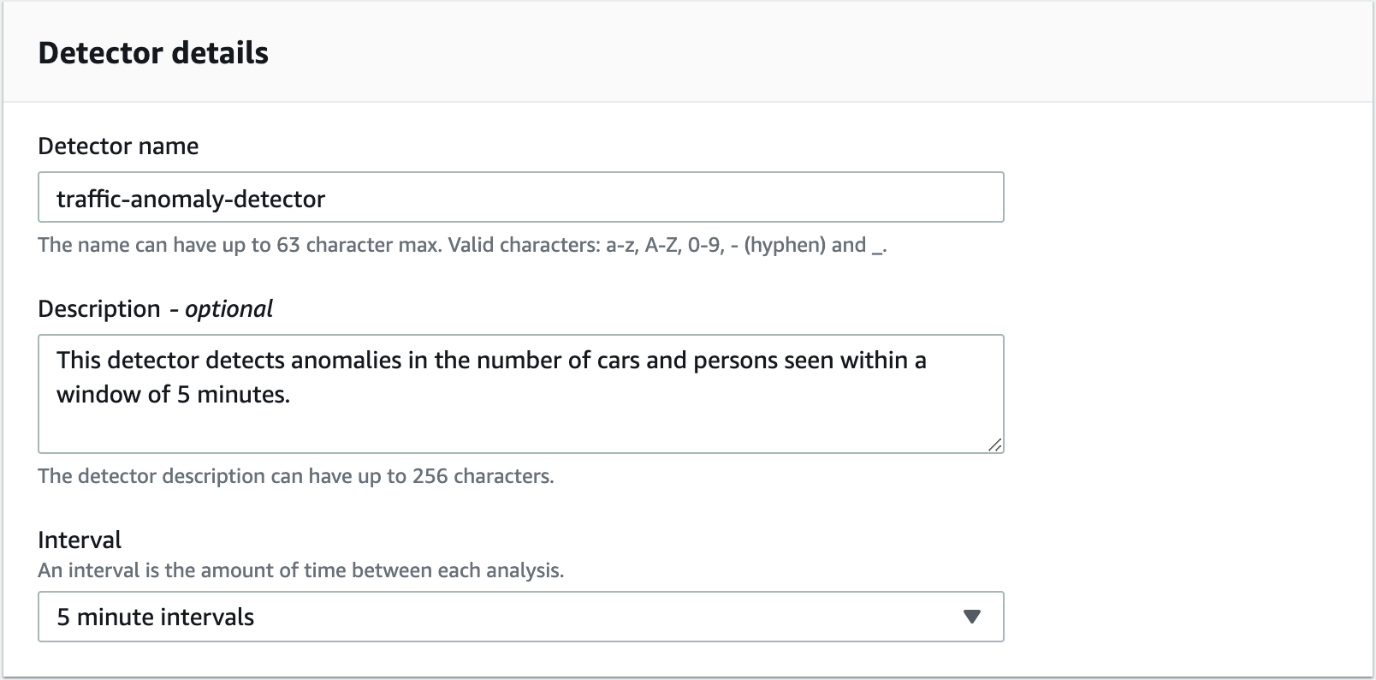 Detector details
Detector name
traffic-anomaly-detector
The name can have up to 63 character max. Valid characters: a-z, A-Z, 0-9, - (hyphen) and _.
Description - optional
This detector detects anomalies in the number of cars and persons seen within a
window of 5 minutes.
The detector description can have up to 256 characters.
Interval
An interval is the amount of time between each analysis.
5 minute intervals